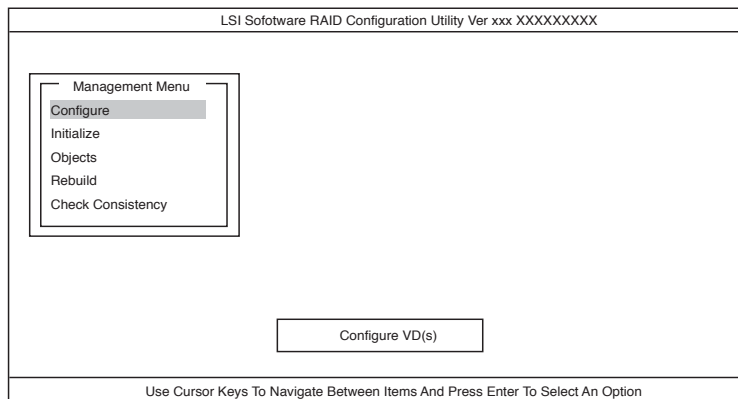 LSI Sofotware RAID Configuration Utility Ver xxx XXXXXXXXX
Management Menu
Configure
Initialize
Objects
Rebuild
Check Consistency
Configure VD(s)
Use Cursor Keys To Navigate Between Items And Press Enter To Select An Option